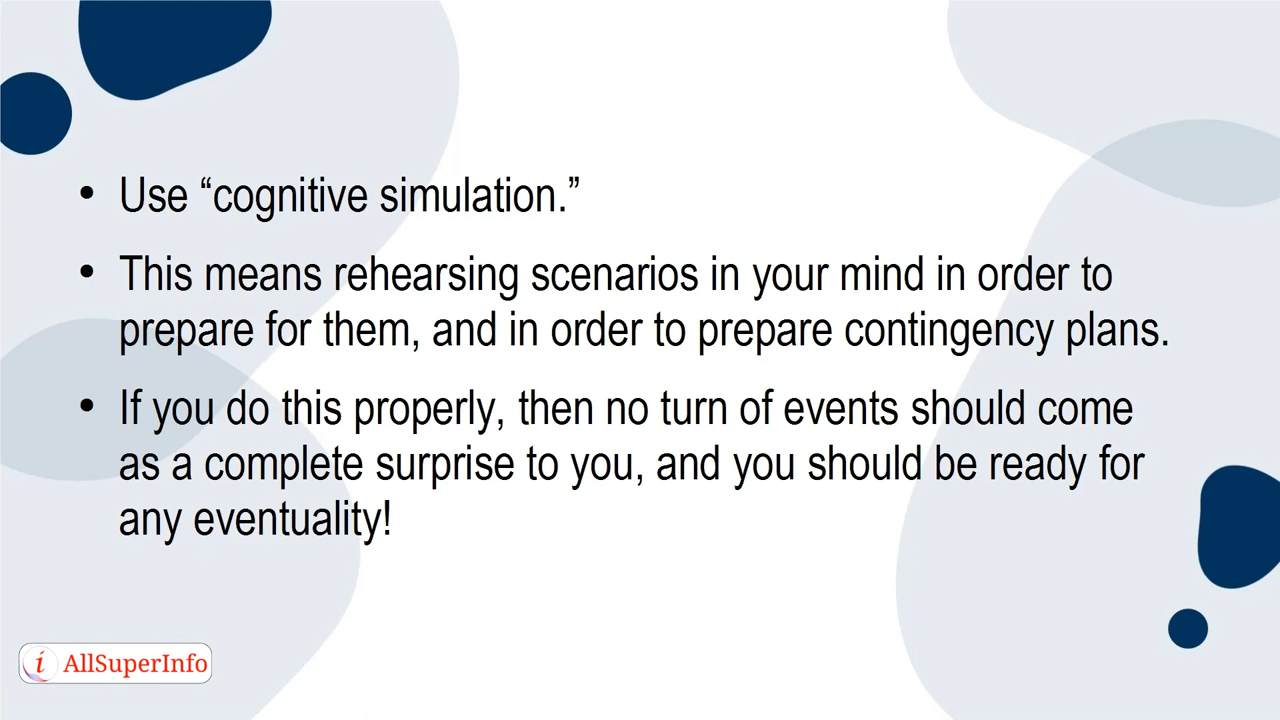 • Use “cognitive simulation.”
• This means rehearsing scenarios in your mind in order to
prepare for them, and in order to prepare contingency plans.
• If you do this properly, then no turn of events should come
as a complete surprise to you, and you should be ready for
any eventuality!
i AllSuperInfo